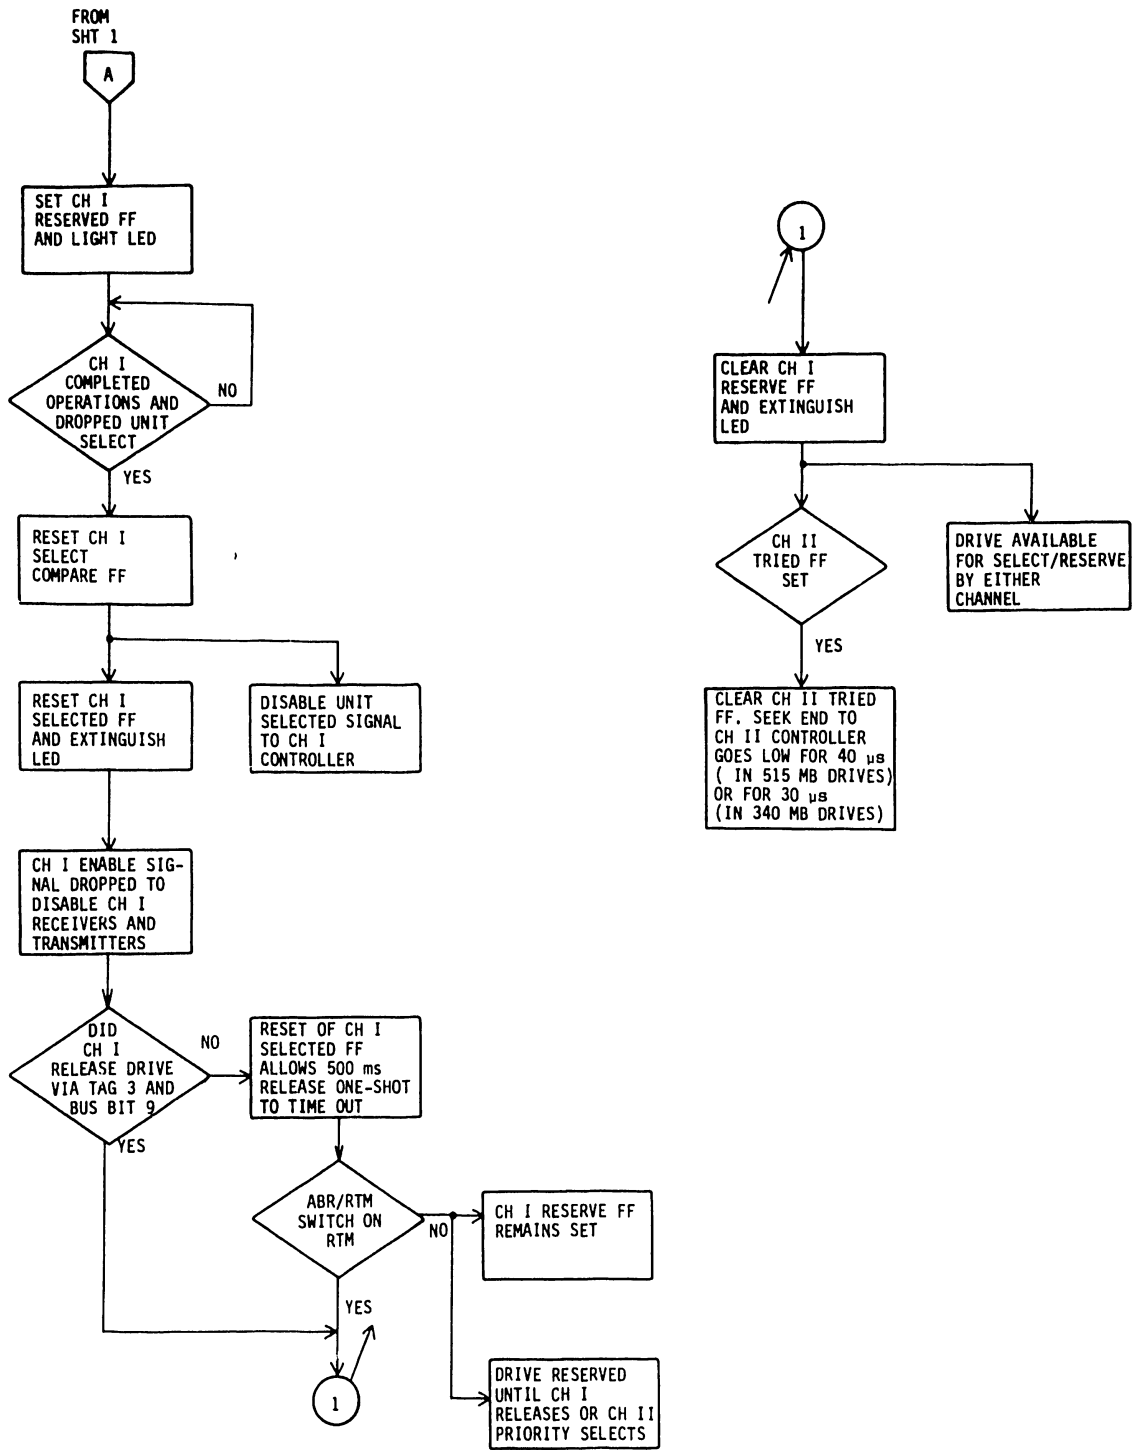 FROM
SHT 1
A
SET CH I
RESERVED FF
AND LIGHT LED
CH I
COMPLETED
OPERATIONS AND
DROPPED UNIT
SELECT
NO
YES
RESET CH I
SELECT
COMPARE FF
RESET CH I
SELECTED FF
AND EXTINGUISH
LED
DISABLE UNIT
SELECTED SIGNAL
TO CH I
CONTROLLER
CH I ENABLE SIG-
NAL DROPPED TO
DISABLE CH I
RECEIVERS AND
TRANSMITTERS
DID
CH I
RELEASE DRIVE
VIA TAG 3 AND
BUS BIT 9
NO
YES
RESET OF CH I
SELECTED FF
ALLOWS 500 ms
RELEASE ONE-SHOT
TO TIME OUT
ABR/RTM
SWITCH ON
RTM
NO
YES
CH I RESERVE FF
REMAINS SET
DRIVE RESERVED
UNTIL CH I
RELEASES OR CH II
PRIORITY SELECTS
1
1
CLEAR CH I
RESERVE FF
AND EXTINGUISH
LED
CH II
TRIED FF
SET
YES
DRIVE AVAILABLE
FOR SELECT/RESERVE
BY EITHER
CHANNEL
CLEAR CH II TRIED
FF. SEEK END TO
CH II CONTROLLER
GOES LOW FOR 40 µs
( IN 515 MB DRIVES)
OR FOR 30 µs
(IN 340 MB DRIVES)